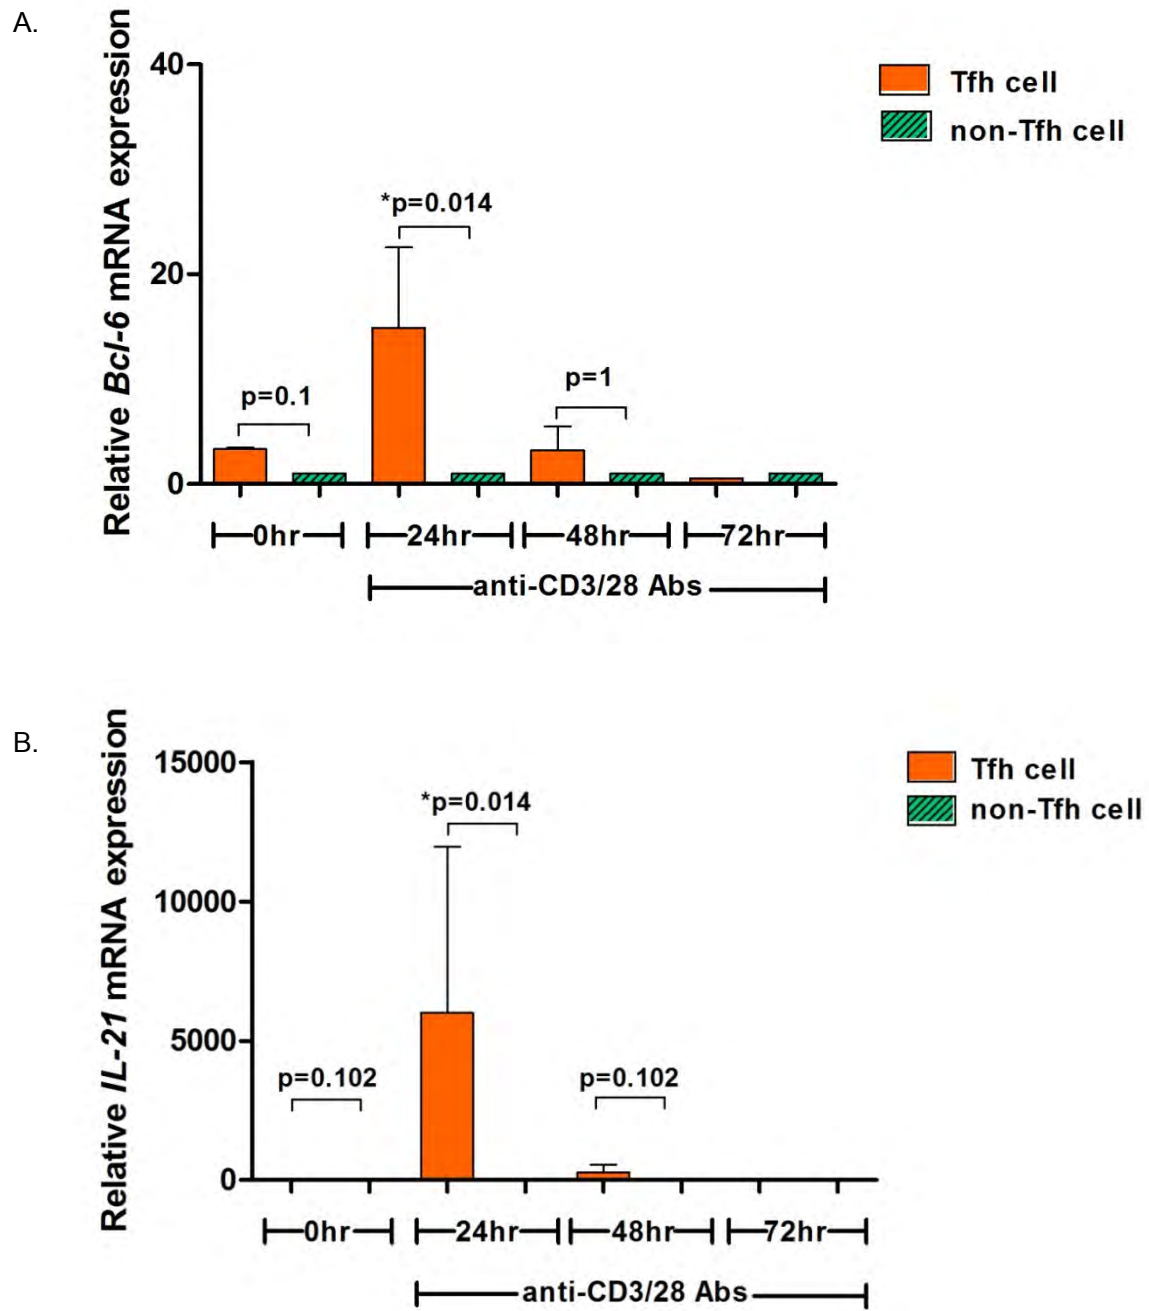 A.
Relative Bcl-6 mRNA expression
40
20
0
Tfh cell
non-Tfh cell
p=0.1
*p=0.014
p=1
0hr
24hr
48hr
72hr
anti-CD3/28 Abs
B.
Relative IL-21 mRNA expression
15000
10000
5000
0
Tfh cell
non-Tfh cell
p=0.102
*p=0.014
p=0.102
0hr
24hr
48hr
72hr
anti-CD3/28 Abs